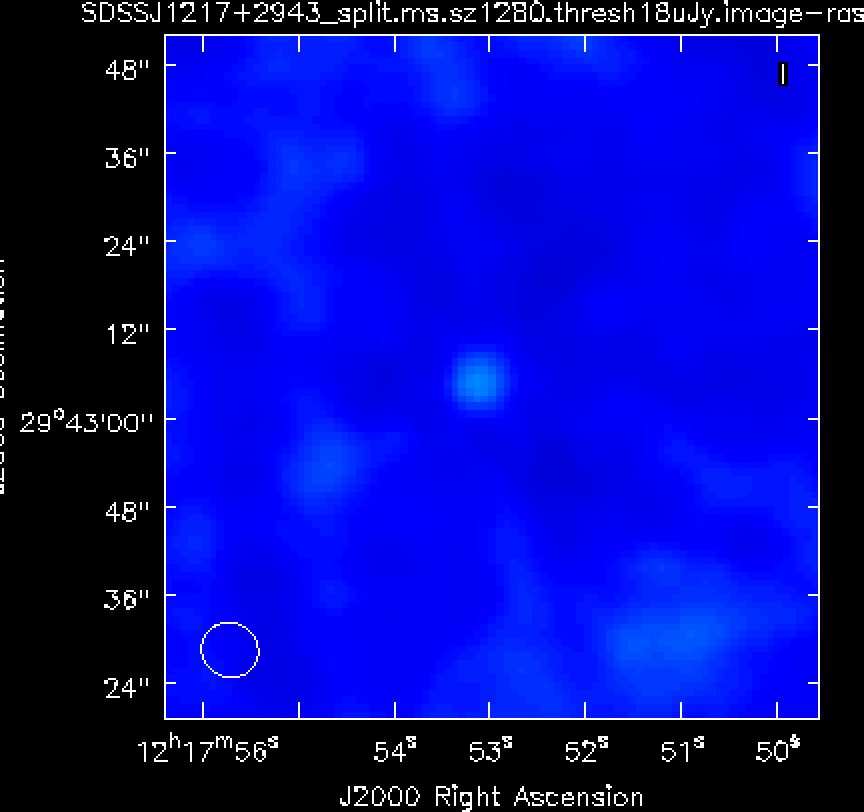 SDSSJ1217+2943_split.ms.sz1280.thresh18uJy.image-ras
I
48"
36"
24"
12"
29°43'00"
48"
36"
24"
12ʰ17ᵐ56ˢ 54ˢ 53ˢ 52ˢ 51ˢ 50ˢ
J2000 Right Ascension